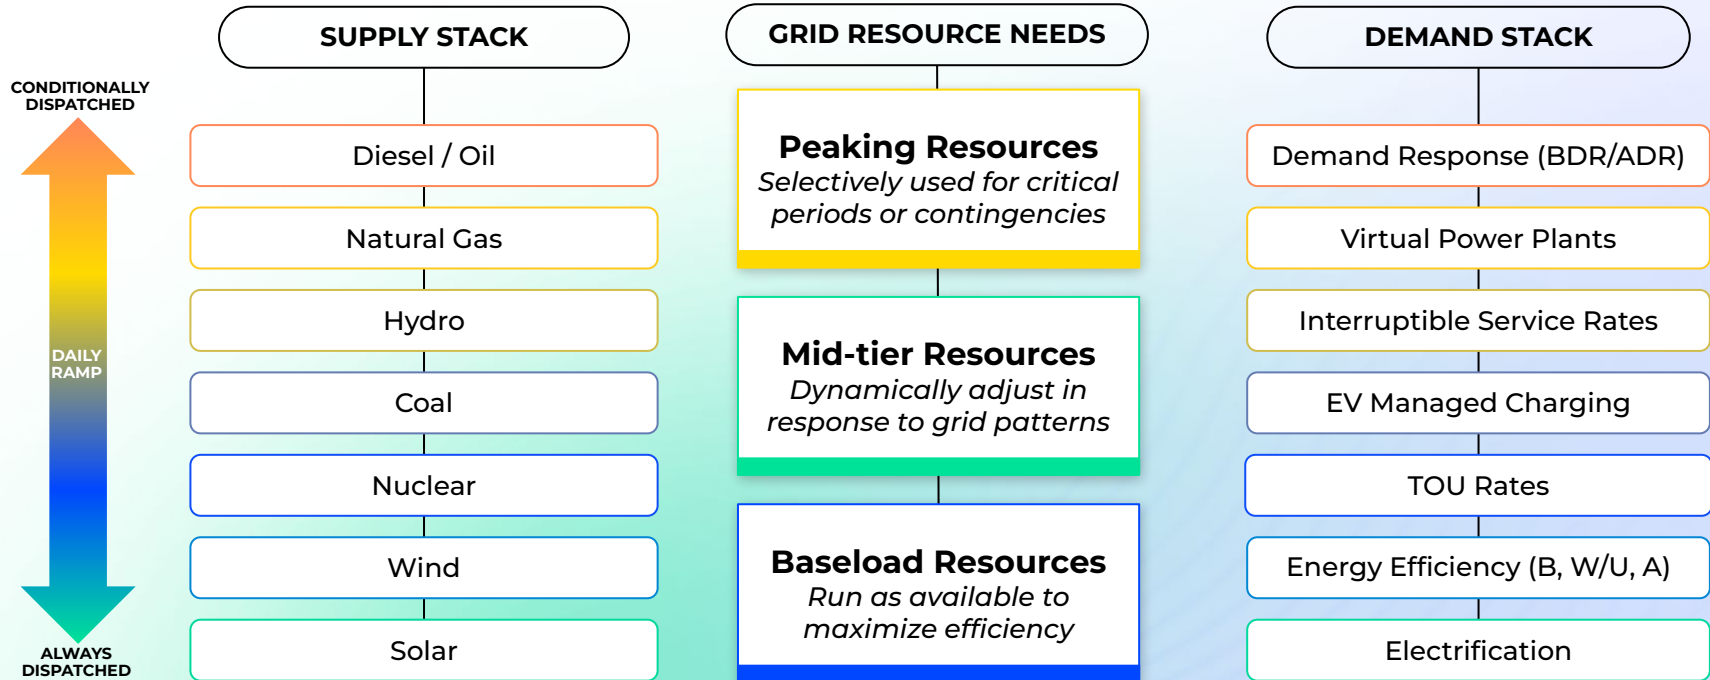 SUPPLY STACK
GRID RESOURCE NEEDS
DEMAND STACK
CONDITIONALLY
DISPATCHED
DAILY
RAMP
ALWAYS
DISPATCHED
Diesel / Oil
Natural Gas
Hydro
Coal
Nuclear
Wind
Solar
Peaking Resources
Selectively used for critical
periods or contingencies
Mid-tier Resources
Dynamically adjust in
response to grid patterns
Baseload Resources
Run as available to
maximize efficiency
Demand Response (BDR/ADR)
Virtual Power Plants
Interruptible Service Rates
EV Managed Charging
TOU Rates
Energy Efficiency (B, W/U, A)
Electrification